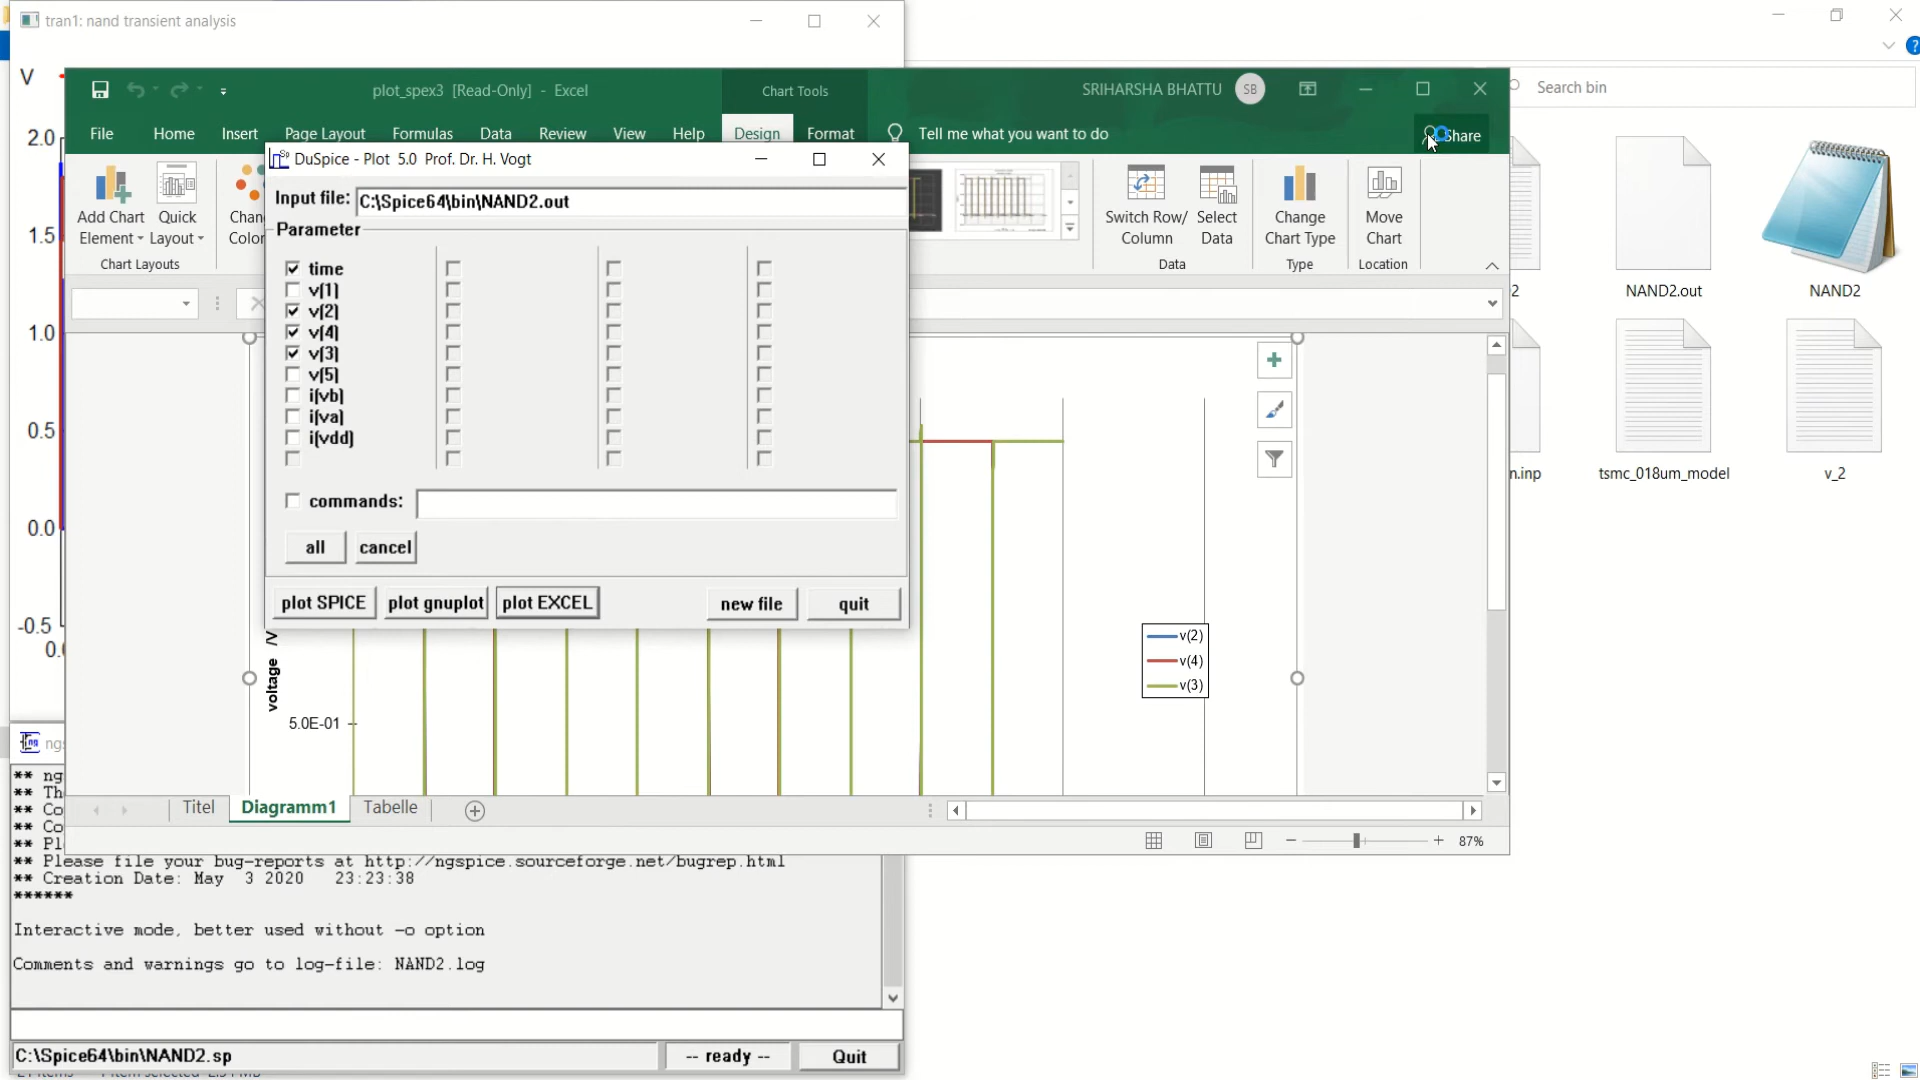 tran1: nand transient analysis
V
2.0
1.5
1.0
0.5
0.0
-0.5
plot_spex3 [Read-Only] - Excel
Chart Tools
SRIHARSHA BHATTU
SB
File Home Insert Page Layout Formulas Data Review View Help Design Format Tell me what you want to do
Share
Search bin
Add Chart Element
Quick Layout
Chart Layouts
Switch Row/ Column
Select Data
Data
Change Chart Type
Type
Move Chart
Location
DuSpice - Plot 5.0 Prof. Dr. H. Vogt
Input file: C:\Spice64\bin\NAND2.out
Parameter
time
v(1)
v(2)
v(4)
v(3)
v(5)
i(vb)
i(va)
i(vdd)
commands:
all cancel
plot SPICE plot gnuplot plot EXCEL new file quit
NAND2.out
NAND2
tsmc_018um_model
v_2
n.inp
voltage /V
5.0E-01
v(2)
v(4)
v(3)
Titel Diagramm1 Tabelle
87%
** ng
** Th
** Co
** Co
** Pl
** Please file your bug-reports at http://ngspice.sourceforge.net/bugrep.html
** Creation Date: May 3 2020 23:23:38
******
Interactive mode, better used without -o option
Comments and warnings go to log-file: NAND2.log
C:\Spice64\bin\NAND2.sp
-- ready --
Quit